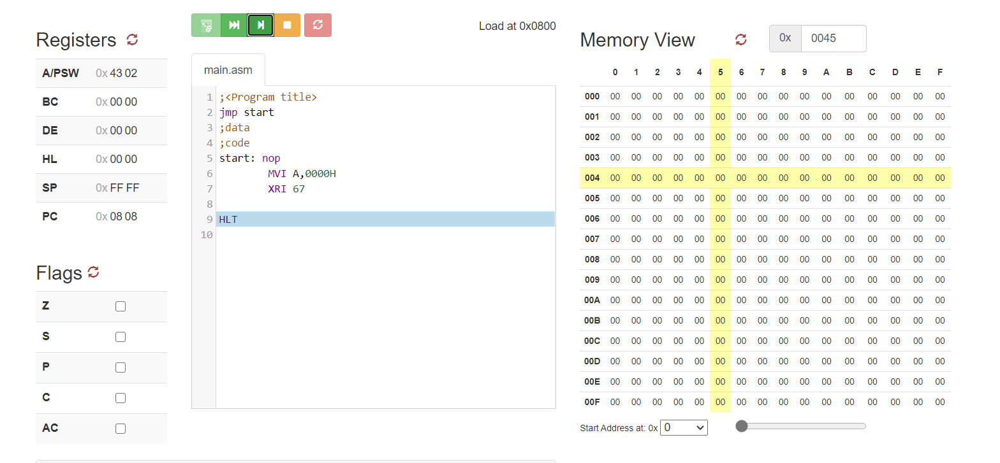 Registers
A/PSW 0x 43 02
BC 0x 00 00
DE 0x 00 00
HL 0x 00 00
SP 0x FF FF
PC 0x 08 08
Flags
Z
S
P
C
AC
Load at 0x0800
main.asm
1 ;<Program title>
2 jmp start
3 ;data
4 ;code
5 start: nop
6 MVI A,0000H
7 XRI 67
8
9 HLT
10
Memory View 0x 0045
0 1 2 3 4 5 6 7 8 9 A B C D E F
000 00 00 00 00 00 00 00 00 00 00 00 00 00 00 00 00
001 00 00 00 00 00 00 00 00 00 00 00 00 00 00 00 00
002 00 00 00 00 00 00 00 00 00 00 00 00 00 00 00 00
003 00 00 00 00 00 00 00 00 00 00 00 00 00 00 00 00
004 00 00 00 00 00 00 00 00 00 00 00 00 00 00 00 00
005 00 00 00 00 00 00 00 00 00 00 00 00 00 00 00 00
006 00 00 00 00 00 00 00 00 00 00 00 00 00 00 00 00
007 00 00 00 00 00 00 00 00 00 00 00 00 00 00 00 00
008 00 00 00 00 00 00 00 00 00 00 00 00 00 00 00 00
009 00 00 00 00 00 00 00 00 00 00 00 00 00 00 00 00
00A 00 00 00 00 00 00 00 00 00 00 00 00 00 00 00 00
00B 00 00 00 00 00 00 00 00 00 00 00 00 00 00 00 00
00C 00 00 00 00 00 00 00 00 00 00 00 00 00 00 00 00
00D 00 00 00 00 00 00 00 00 00 00 00 00 00 00 00 00
00E 00 00 00 00 00 00 00 00 00 00 00 00 00 00 00 00
00F 00 00 00 00 00 00 00 00 00 00 00 00 00 00 00 00
Start Address at: 0x 0